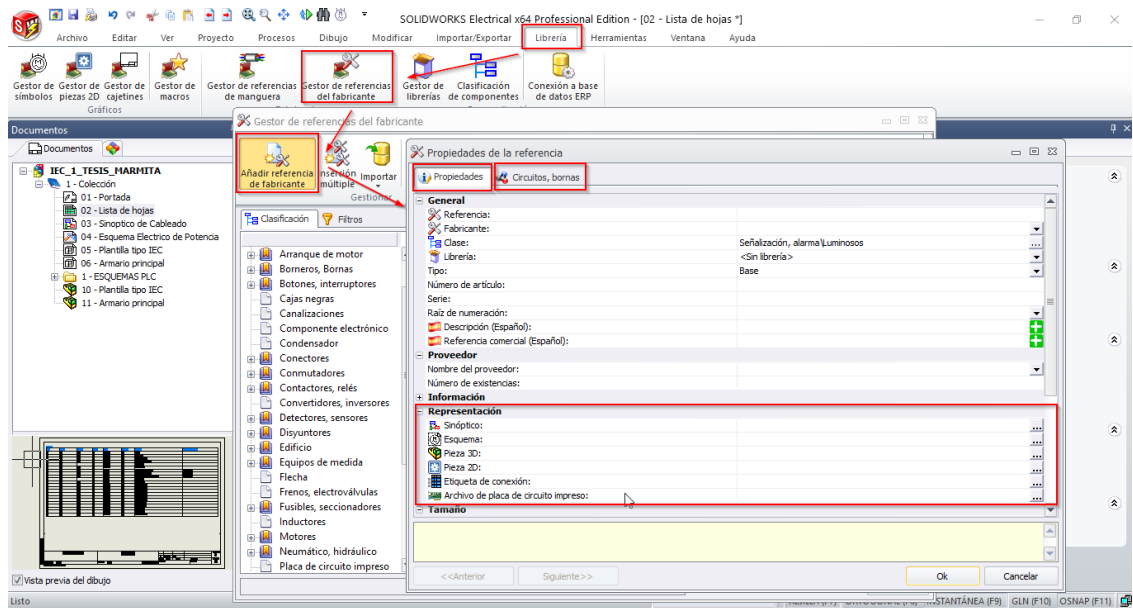 SOLIDWORKS Electrical x64 Professional Edition - [02 - Lista de hojas *]
Archivo Editar Ver Proyecto Procesos Dibujo Modificar Importar/Exportar Librería Herramientas Ventana Ayuda
Gestor de símbolos
Gestor de piezas 2D
Gestor de cajetines
Gestor de macros
Gestor de referencias de manguera
Gestor de referencias del fabricante
Gestor de librerías
Clasificación de componentes
Conexión a base de datos ERP
Gráficos
Documentos
Documentos
IEC_1_TESIS_MARMITA
1 - Colección
01 - Portada
02 - Lista de hojas
03 - Sinoptico de Cableado
04 - Esquema Electrico de Potencia
05 - Plantilla tipo IEC
06 - Armario principal
1 - ESQUEMAS PLC
10 - Plantilla tipo IEC
11 - Armario principal
Vista previa del dibujo
Listo
Gestor de referencias del fabricante
Añadir referencia de fabricante
Inserción múltiple
Importar
Gestionar
Clasificación Filtros
Arranque de motor
Borneros, Bornas
Botones, interruptores
Cajas negras
Canalizaciones
Componente electrónico
Condensador
Conectores
Conmutadores
Contactores, relés
Convertidores, inversores
Detectores, sensores
Disyuntores
Edificio
Equipos de medida
Flecha
Frenos, electroválvulas
Fusibles, seccionadores
Inductores
Motores
Neumático, hidráulico
Placa de circuito impreso
Propiedades de la referencia
Propiedades Circuitos, bornas
General
Referencia:
Fabricante:
Clase: Señalización, alarma\Luminosos
Librería: <Sin librería>
Tipo: Base
Número de artículo:
Serie:
Raíz de numeración:
Descripción (Español):
Referencia comercial (Español):
Proveedor
Nombre del proveedor:
Número de existencias:
Información
Representación
Sinóptico:
Esquema:
Pieza 3D:
Pieza 2D:
Etiqueta de conexión:
Archivo de placa de circuito impreso:
Tamaño
<<Anterior Siguiente>> Ok Cancelar
INSTANTÁNEA (F9) GLN (F10) OSNAP (F11)